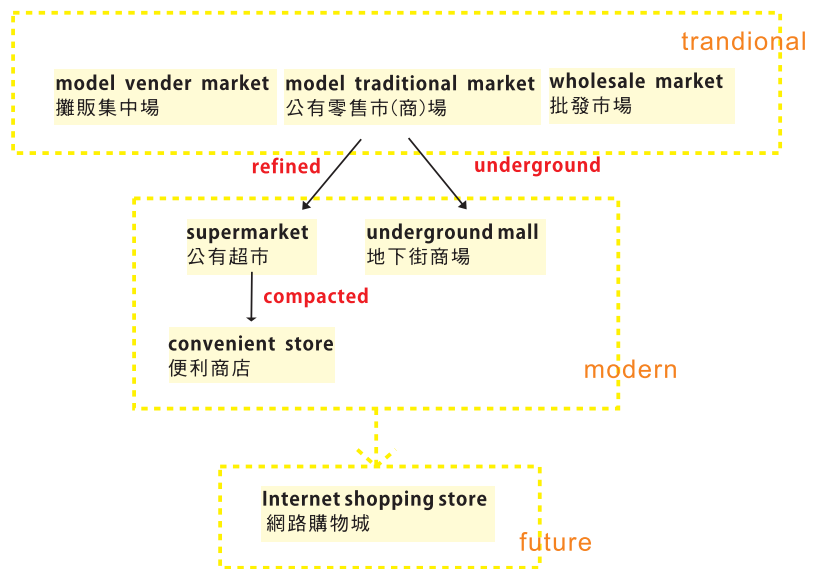 trandional
model vender market
攤販集中場
model traditional market
公有零售市(商)場
wholesale market
批發市場
refined
underground
supermarket
公有超市
underground mall
地下街商場
compacted
convenient store
便利商店
modern
Internet shopping store
網路購物城
future